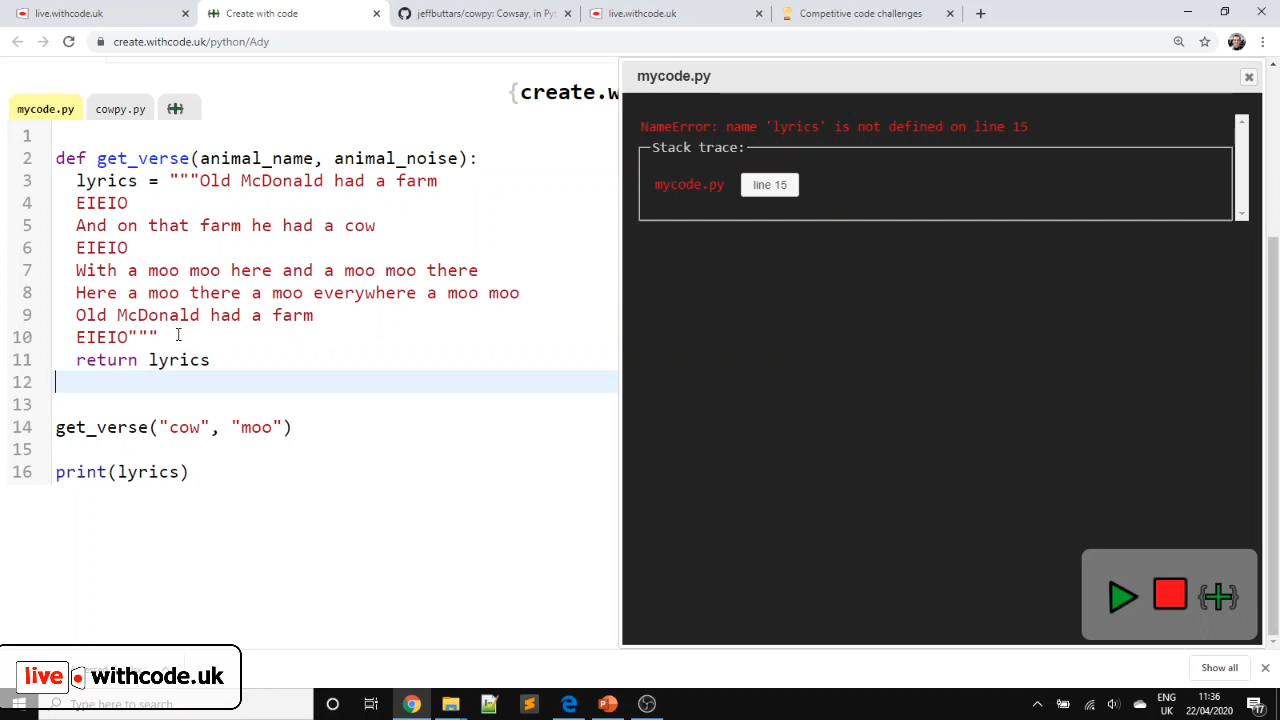 live.withcode.uk
Create with code
jeffbuttars/cowpy: Cowsay, in Pyt
live.withcode.uk
Competitive code challenges
create.withcode.uk/python/Ady
{create.w
mycode.py
cowpy.py
mycode.py
NameError: name 'lyrics' is not defined on line 15
Stack trace:
mycode.py line 15
1
2 def get_verse(animal_name, animal_noise):
3 lyrics = """Old McDonald had a farm
4 EIEIO
5 And on that farm he had a cow
6 EIEIO
7 With a moo moo here and a moo moo there
8 Here a moo there a moo everywhere a moo moo
9 Old McDonald had a farm
10 EIEIO"""
11 return lyrics
12
13
14 get_verse("cow", "moo")
15
16 print(lyrics)
live withcode.uk
Show all
Type here to search
ENG
UK
11:36
22/04/2020
17